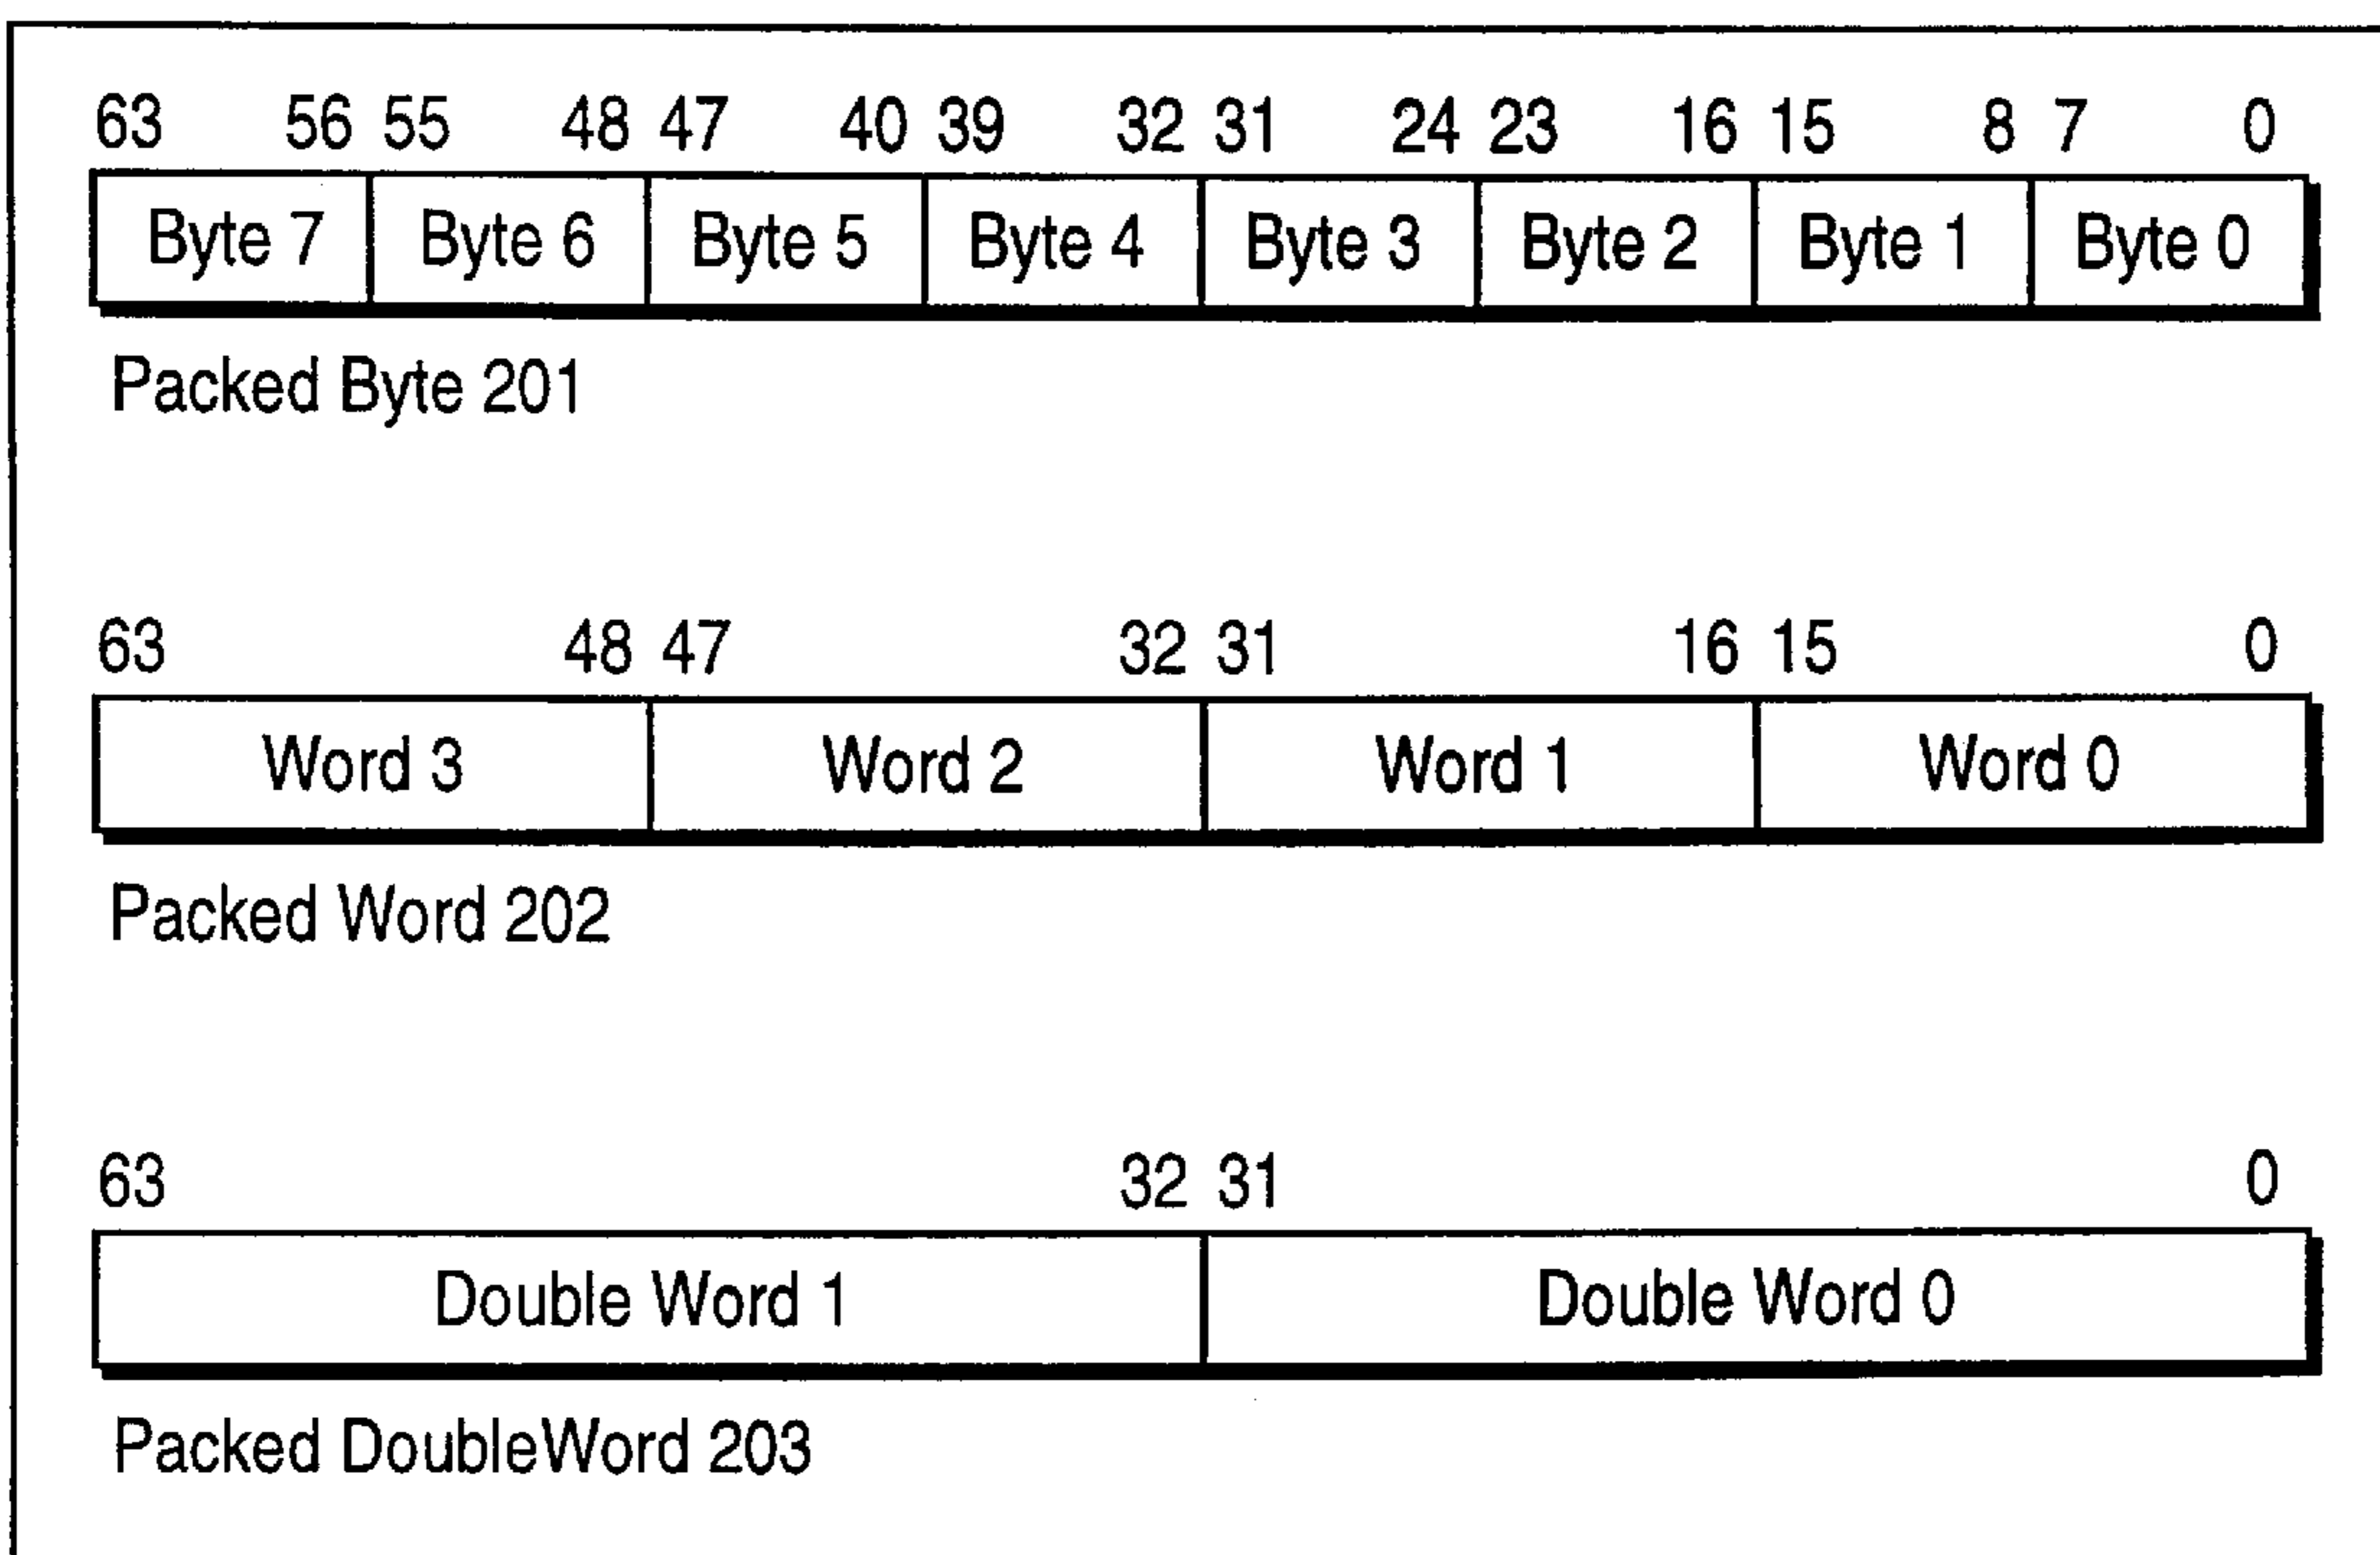 63 56 55 48 47 40 39 32 31 24 23 16 15 8 7 0
Byte 7 Byte 6 Byte 5 Byte 4 Byte 3 Byte 2 Byte 1 Byte 0
Packed Byte 201
63 48 47 32 31 16 15 0
Word 3 Word 2 Word 1 Word 0
Packed Word 202
63 32 31 0
Double Word 1 Double Word 0
Packed DoubleWord 203